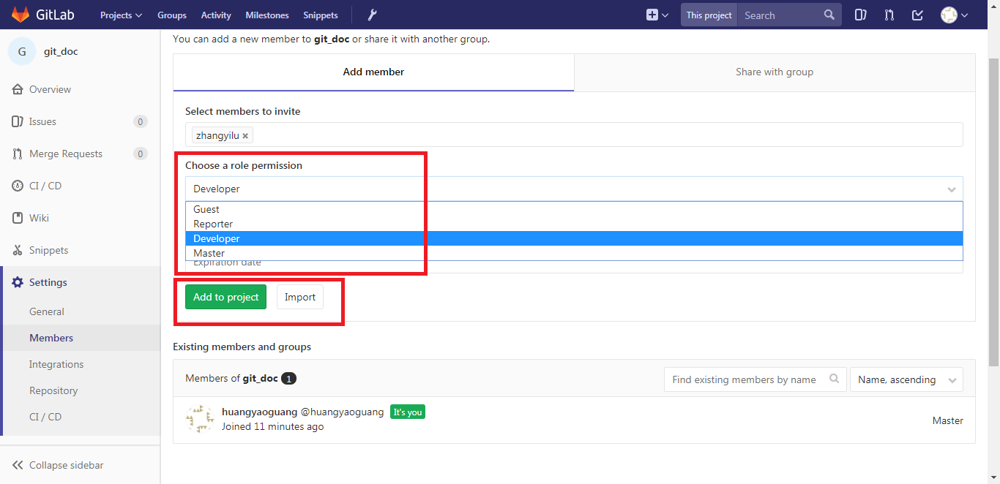 GitLab Projects Groups Activity Milestones Snippets This project Search
G git_doc
Overview
Issues 0
Merge Requests 0
CI / CD
Wiki
Snippets
Settings
General
Members
Integrations
Repository
CI / CD
Collapse sidebar
You can add a new member to git_doc or share it with another group.
Add member Share with group
Select members to invite
zhangyilu ×
Choose a role permission
Developer
Guest
Reporter
Developer
Master
Expiration date
Add to project Import
Existing members and groups
Members of git_doc 1 Find existing members by name Name, ascending
huangyaoguang @huangyaoguang It's you
Joined 11 minutes ago
Master